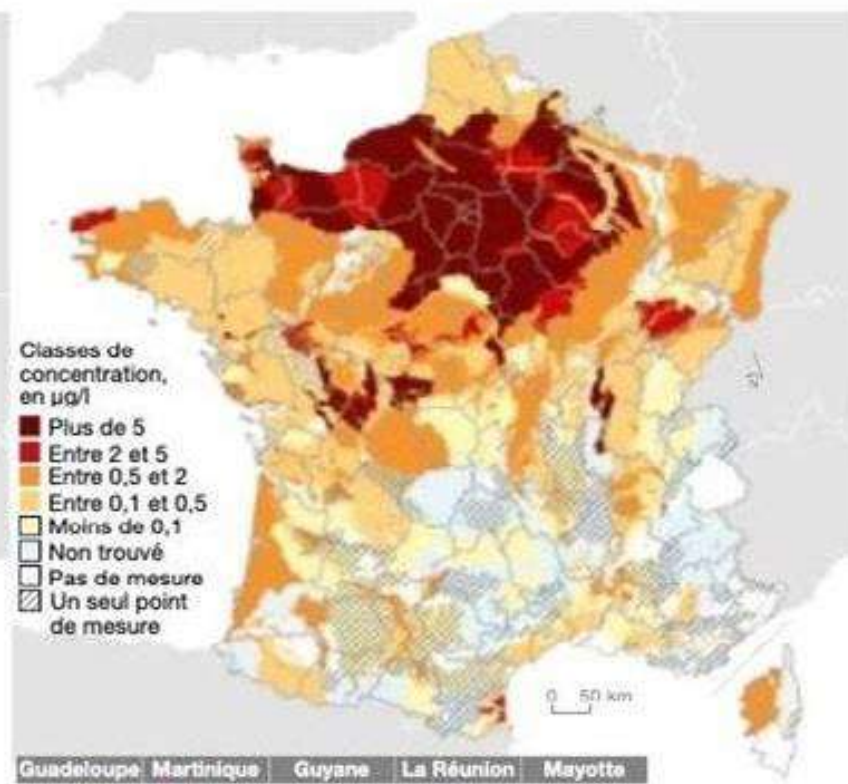 Classes de
concentration,
en µg/l
Plus de 5
Entre 2 et 5
Entre 0,5 et 2
Entre 0,1 et 0,5
Moins de 0,1
Non trouvé
Pas de mesure
Un seul point
de mesure
0 50 km
Guadeloupe Martinique Guyane La Réunion Mayotte